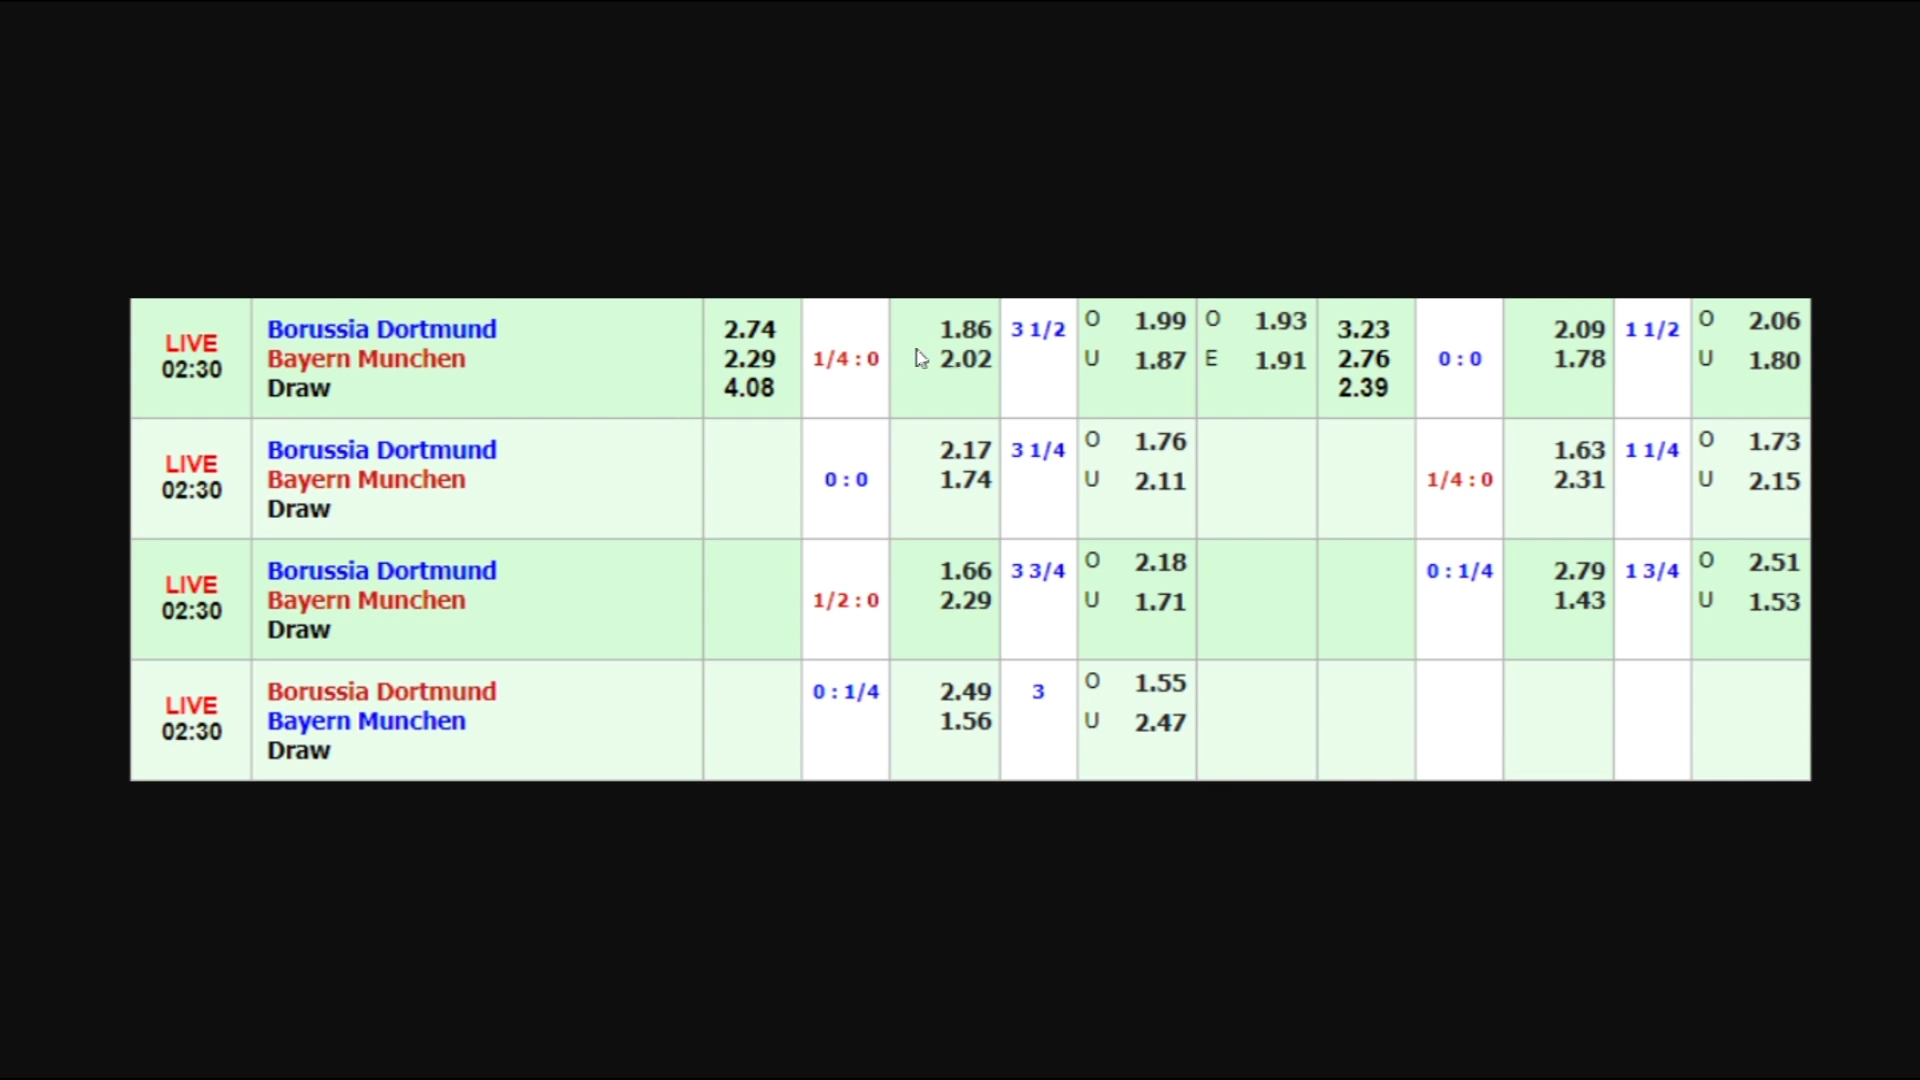 LIVE 02:30 Borussia Dortmund Bayern Munchen Draw 2.74 2.29 4.08 1/4 : 0 1.86 2.02 3 1/2 O 1.99 U 1.87 O 1.93 E 1.91 3.23 2.76 2.39 0 : 0 2.09 1.78 1 1/2 O 2.06 U 1.80
LIVE 02:30 Borussia Dortmund Bayern Munchen Draw 0 : 0 2.17 1.74 3 1/4 O 1.76 U 2.11 1/4 : 0 1.63 2.31 1 1/4 O 1.73 U 2.15
LIVE 02:30 Borussia Dortmund Bayern Munchen Draw 1/2 : 0 1.66 2.29 3 3/4 O 2.18 U 1.71 0 : 1/4 2.79 1.43 1 3/4 O 2.51 U 1.53
LIVE 02:30 Borussia Dortmund Bayern Munchen Draw 0 : 1/4 2.49 1.56 3 O 1.55 U 2.47